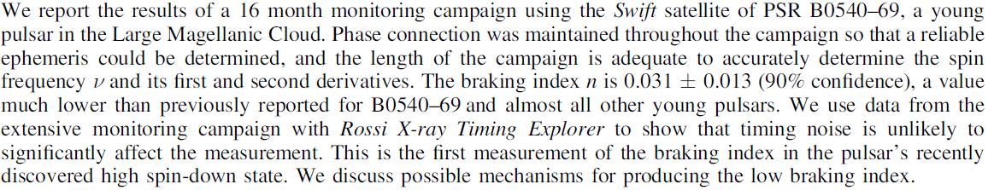 We report the results of a 16 month monitoring campaign using the Swift satellite of PSR B0540–69, a young
pulsar in the Large Magellanic Cloud. Phase connection was maintained throughout the campaign so that a reliable
ephemeris could be determined, and the length of the campaign is adequate to accurately determine the spin
frequency ν and its first and second derivatives. The braking index n is 0.031 ± 0.013 (90% confidence), a value
much lower than previously reported for B0540–69 and almost all other young pulsars. We use data from the
extensive monitoring campaign with Rossi X-ray Timing Explorer to show that timing noise is unlikely to
significantly affect the measurement. This is the first measurement of the braking index in the pulsar's recently
discovered high spin-down state. We discuss possible mechanisms for producing the low braking index.